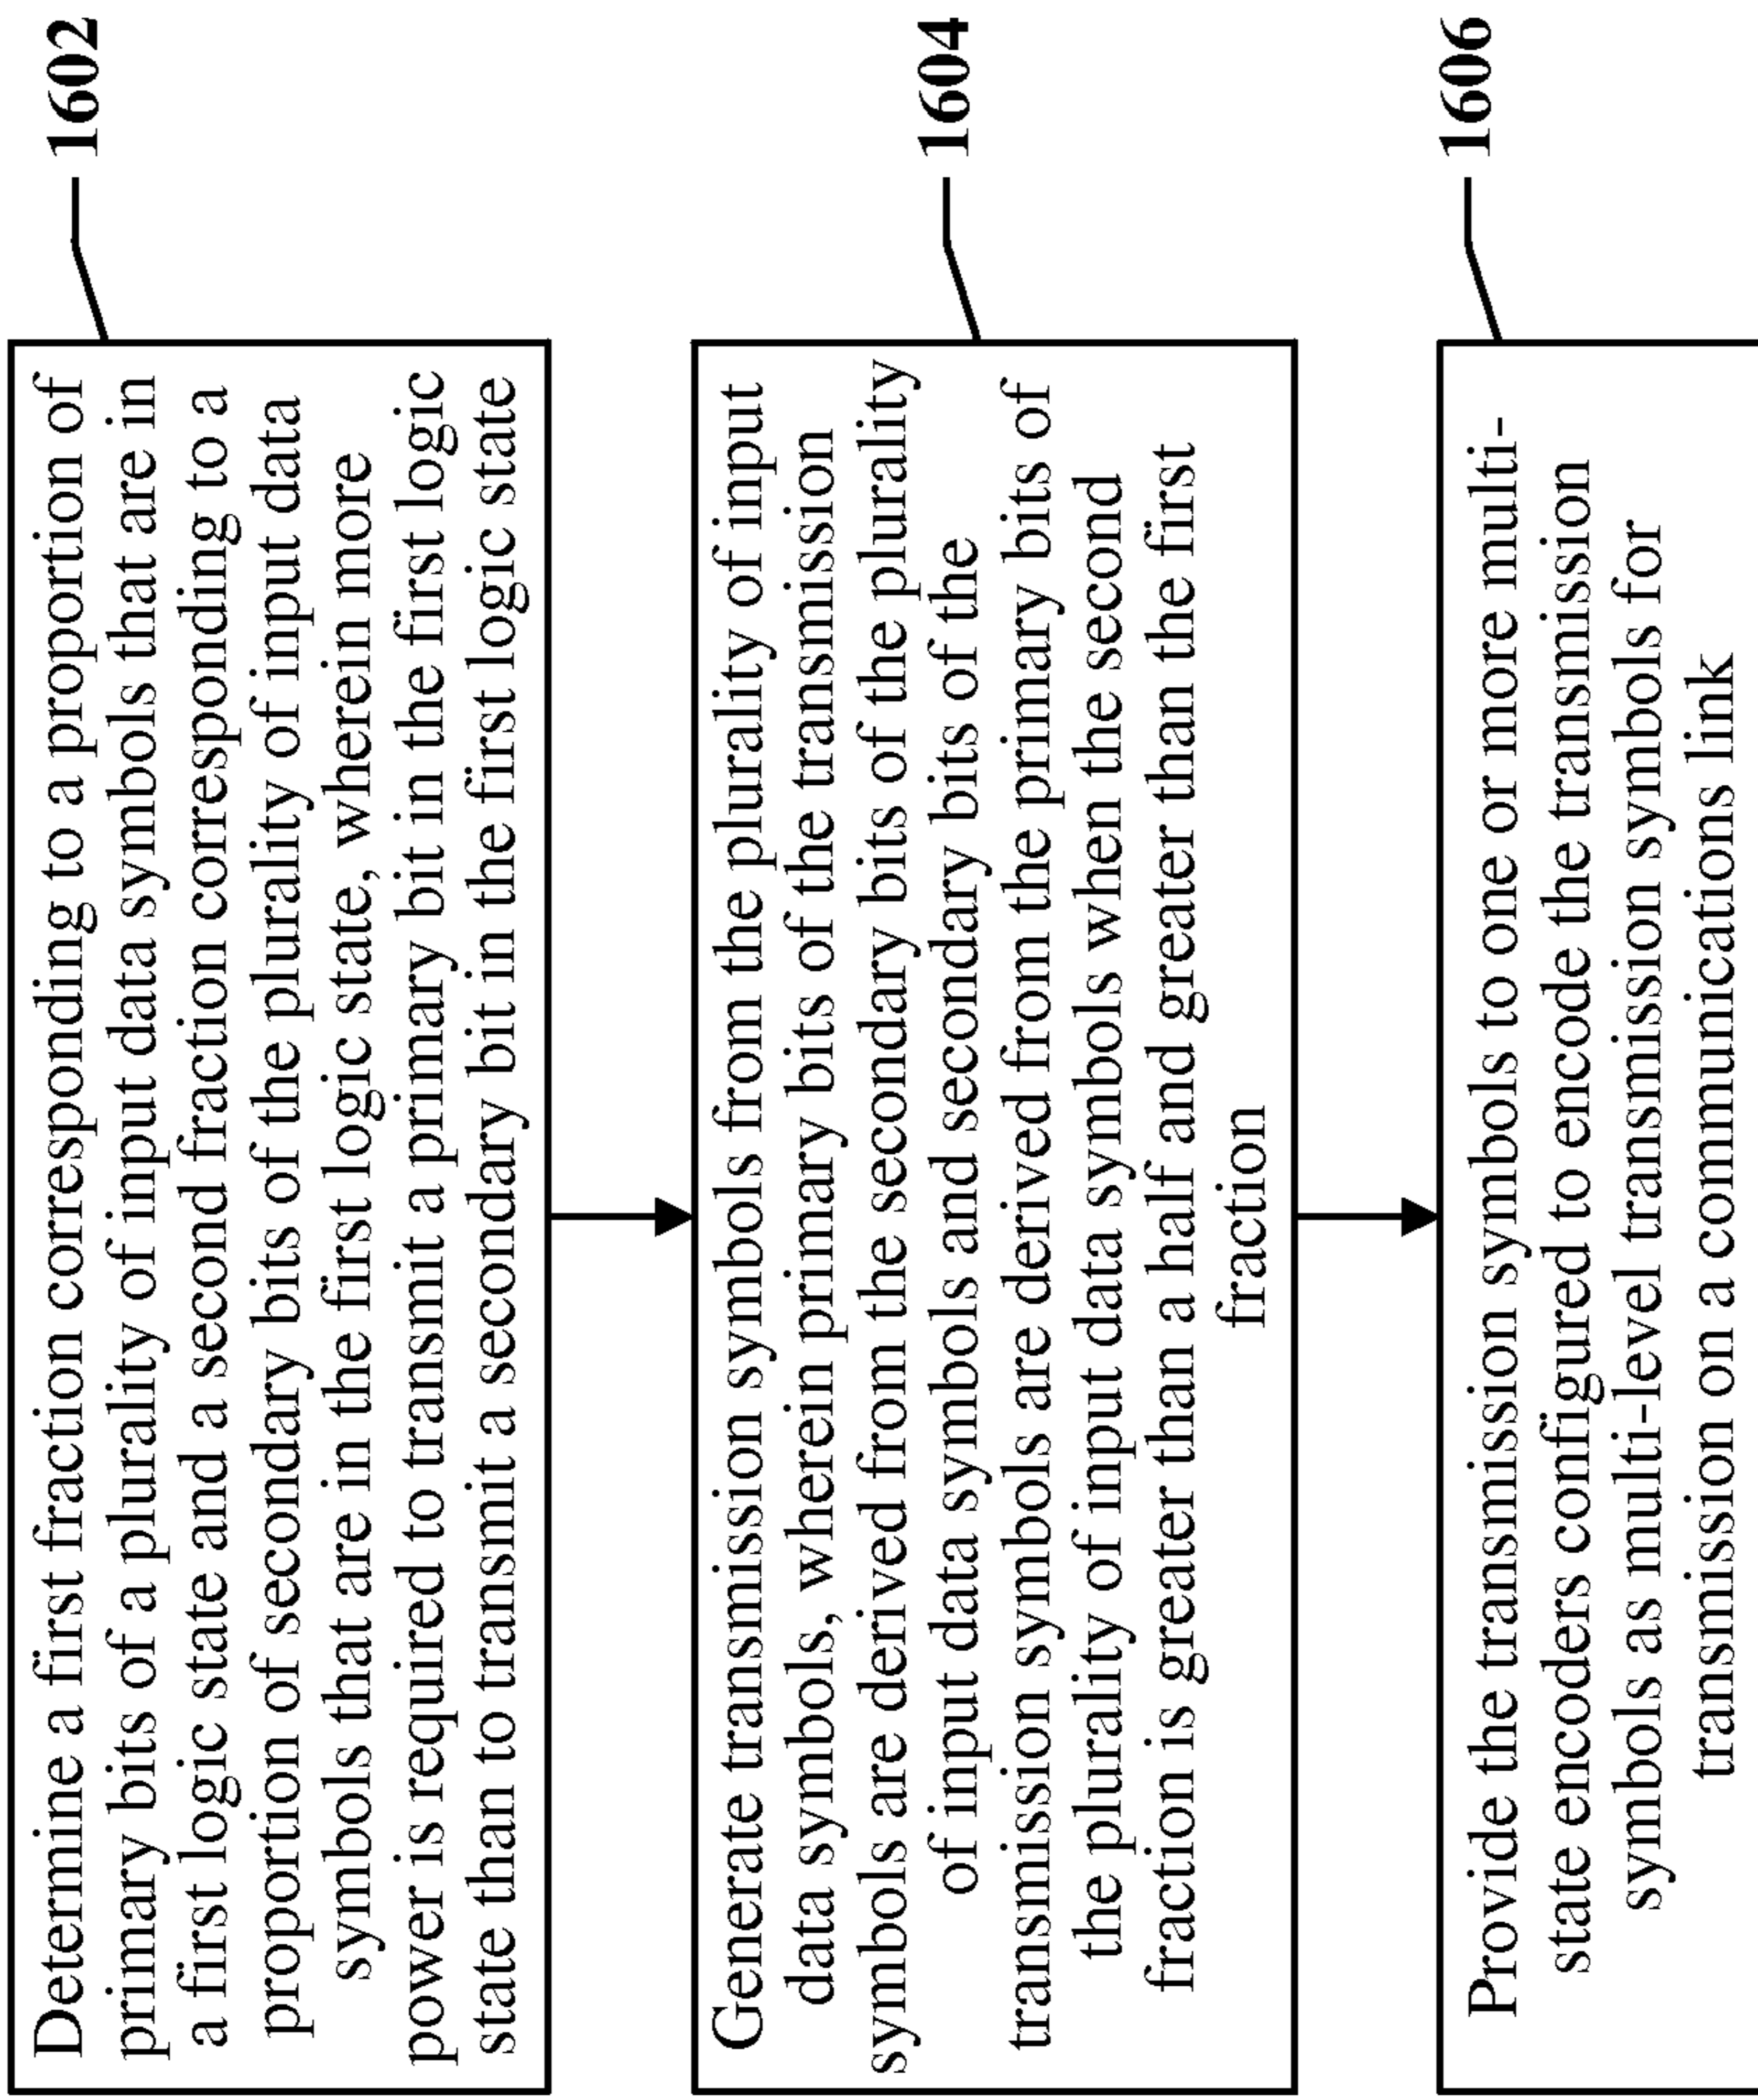 Determine a first fraction corresponding to a proportion of
primary bits of a plurality of input data symbols that are in
a first logic state and a second fraction corresponding to a
proportion of secondary bits of the plurality of input data
symbols that are in the first logic state, wherein more
power is required to transmit a primary bit in the first logic
state than to transmit a secondary bit in the first logic state
1602
Generate transmission symbols from the plurality of input
data symbols, wherein primary bits of the transmission
symbols are derived from the secondary bits of the plurality
of input data symbols and secondary bits of the
transmission symbols are derived from the primary bits of
the plurality of input data symbols when the second
fraction is greater than a half and greater than the first
fraction
1604
Provide the transmission symbols to one or more multi-
state encoders configured to encode the transmission
symbols as multi-level transmission symbols for
transmission on a communications link
1606